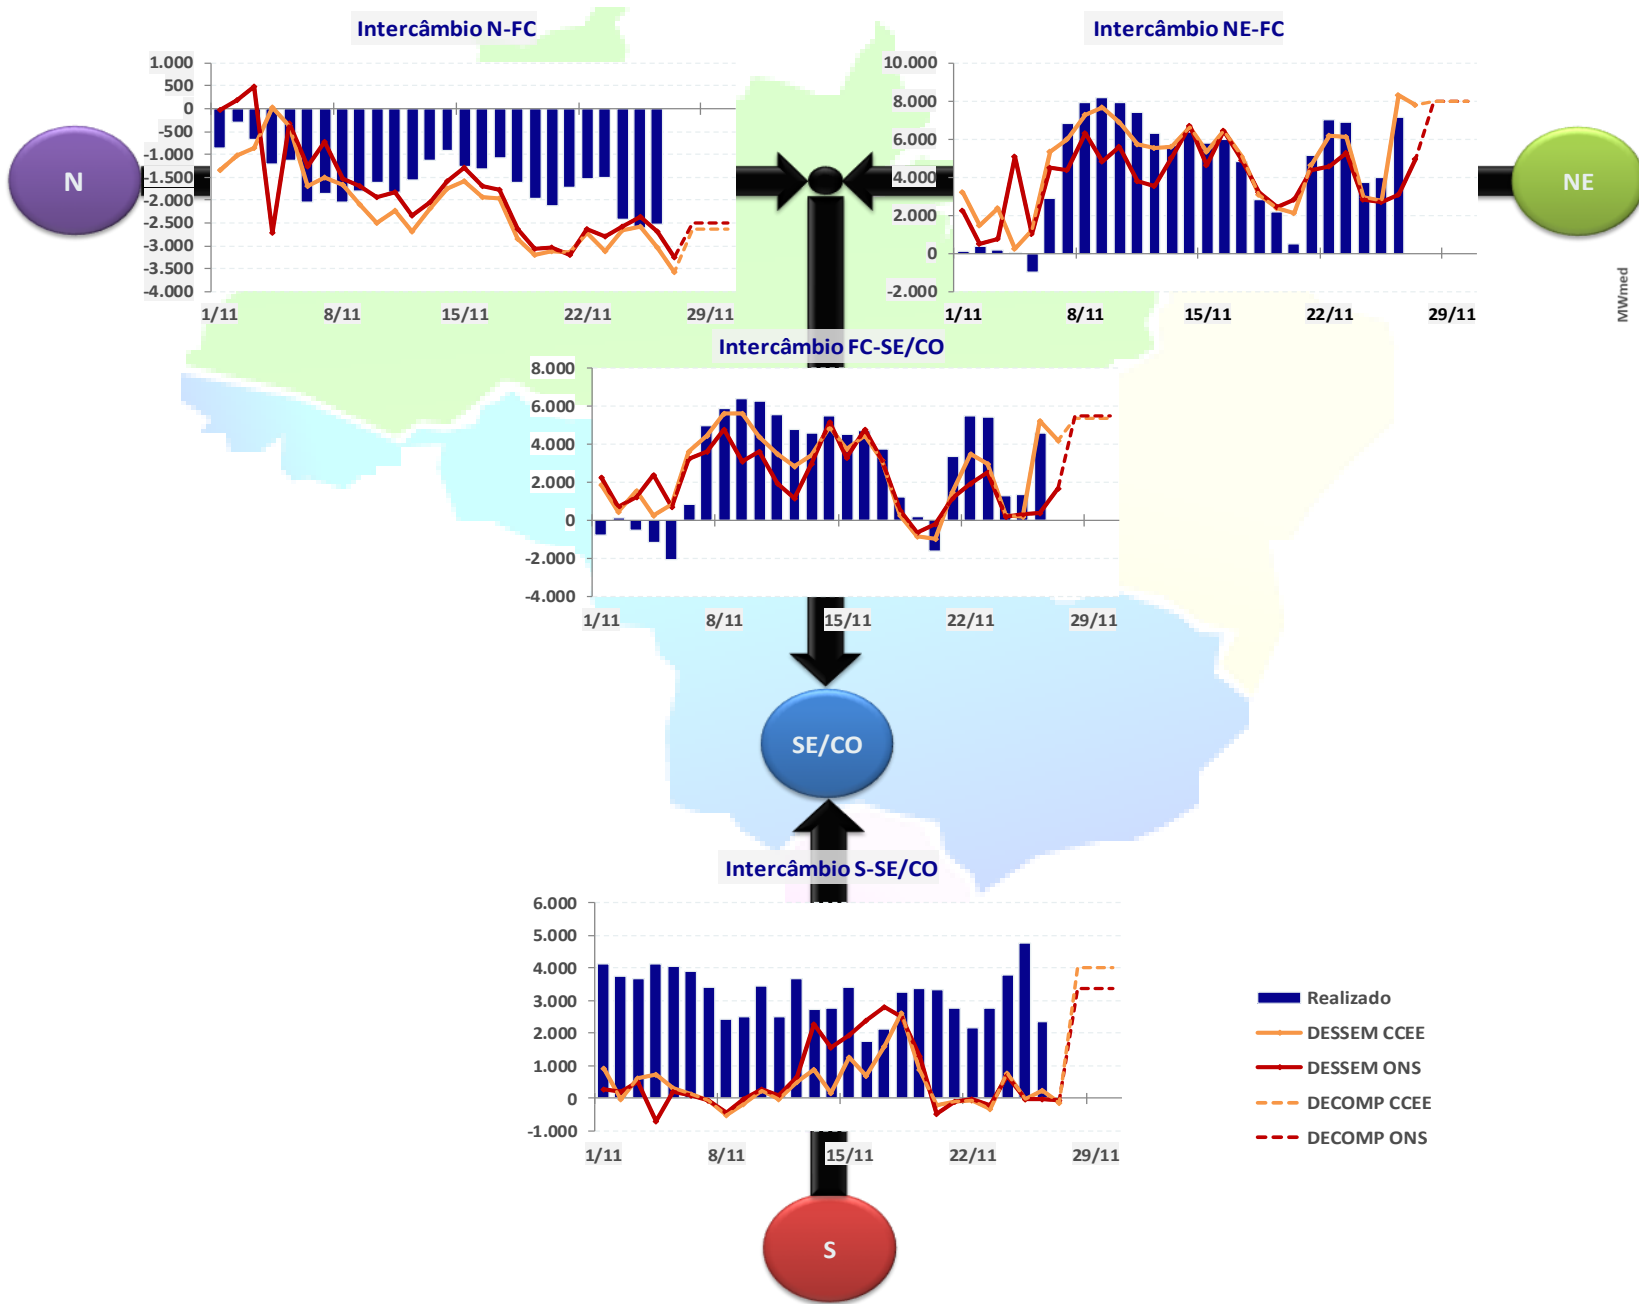 Intercâmbio N-FC
1.000
500
0
-500
-1.000
-1.500
-2.000
-2.500
-3.000
-3.500
-4.000
1/11 8/11 15/11 22/11 29/11
Intercâmbio NE-FC
10.000
8.000
6.000
4.000
2.000
0
-2.000
1/11 8/11 15/11 22/11 29/11
N
NE
MWmed
Intercâmbio FC-SE/CO
8.000
6.000
4.000
2.000
0
-2.000
-4.000
1/11 8/11 15/11 22/11 29/11
SE/CO
Intercâmbio S-SE/CO
6.000
5.000
4.000
3.000
2.000
1.000
0
-1.000
1/11 8/11 15/11 22/11 29/11
Realizado
DESSEM CCEE
DESSEM ONS
DECOMP CCEE
DECOMP ONS
S